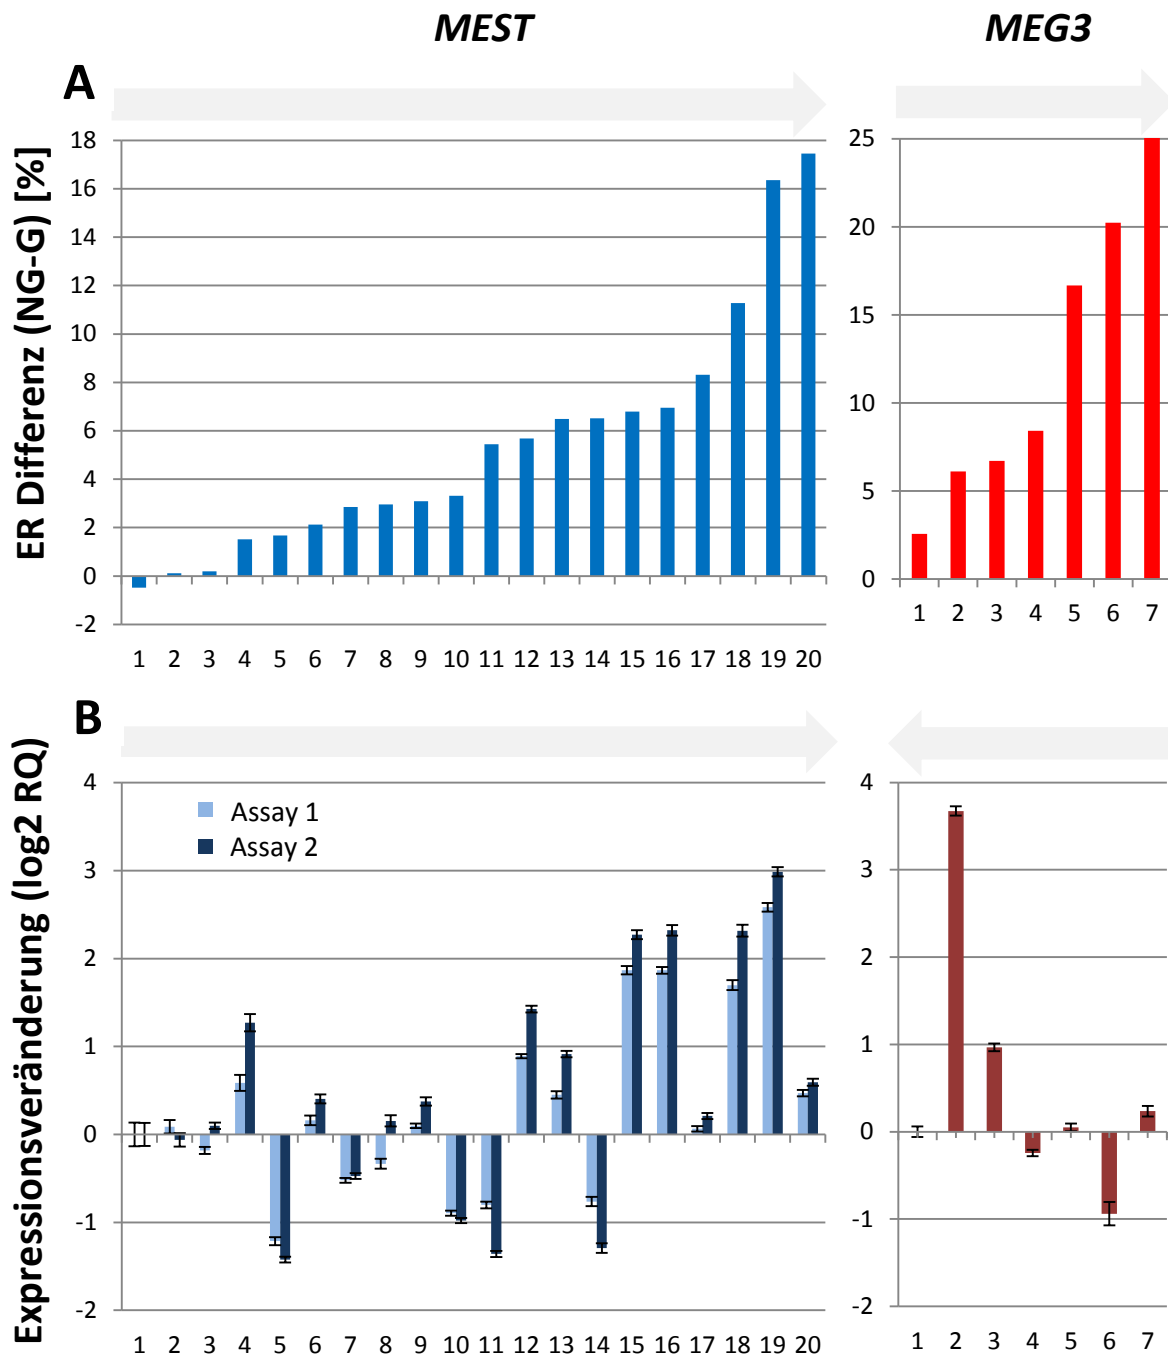 MEST MEG3
A
ER Differenz (NG-G) [%]
18
16
14
12
10
8
6
4
2
0
-2
1 2 3 4 5 6 7 8 9 10 11 12 13 14 15 16 17 18 19 20
25
20
15
10
5
0
1 2 3 4 5 6 7
B
Expressionsveränderung (log2 RQ)
4
3
2
1
0
-1
-2
Assay 1
Assay 2
1 2 3 4 5 6 7 8 9 10 11 12 13 14 15 16 17 18 19 20
4
3
2
1
0
-1
-2
1 2 3 4 5 6 7